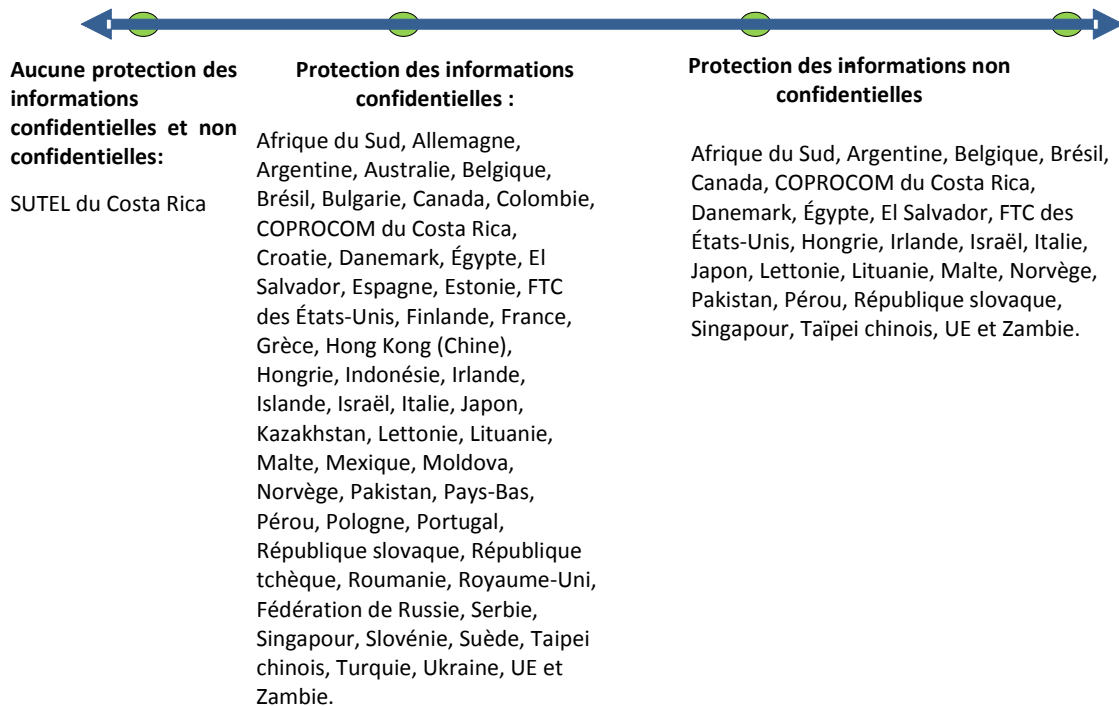 Aucune protection des
informations
confidentielles et non
confidentielles:
SUTEL du Costa Rica
Protection des informations
confidentielles :
Afrique du Sud, Allemagne,
Argentine, Australie, Belgique,
Brésil, Bulgarie, Canada, Colombie,
COPROCOM du Costa Rica,
Croatie, Danemark, Égypte, El
Salvador, Espagne, Estonie, FTC
des États-Unis, Finlande, France,
Grèce, Hong Kong (Chine),
Hongrie, Indonésie, Irlande,
Islande, Israël, Italie, Japon,
Kazakhstan, Lettonie, Lituanie,
Malte, Mexique, Moldova,
Norvège, Pakistan, Pays-Bas,
Pérou, Pologne, Portugal,
République slovaque, République
tchèque, Roumanie, Royaume-Uni,
Fédération de Russie, Serbie,
Singapour, Slovénie, Suède, Taipei
chinois, Turquie, Ukraine, UE et
Zambie.
Protection des informations non
confidentielles
Afrique du Sud, Argentine, Belgique, Brésil,
Canada, COPROCOM du Costa Rica,
Danemark, Égypte, El Salvador, FTC des
États-Unis, Hongrie, Irlande, Israël, Italie,
Japon, Lettonie, Lituanie, Malte, Norvège,
Pakistan, Pérou, République slovaque,
Singapour, Taïpei chinois, UE et Zambie.